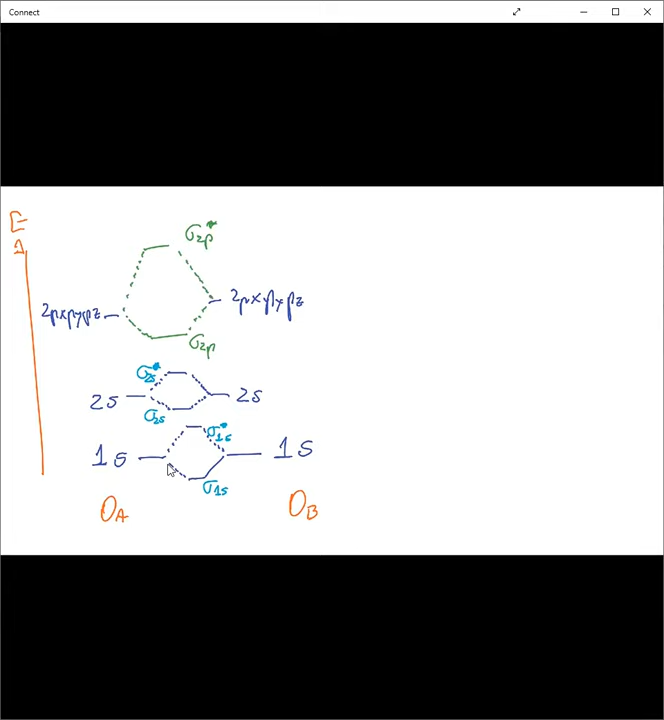 Connect
E
σ2p*
2pxpypz
2pxpypz
σ2p
σ2s*
2s
2s
σ2s
σ1s*
1s
1s
σ1s
OA
OB